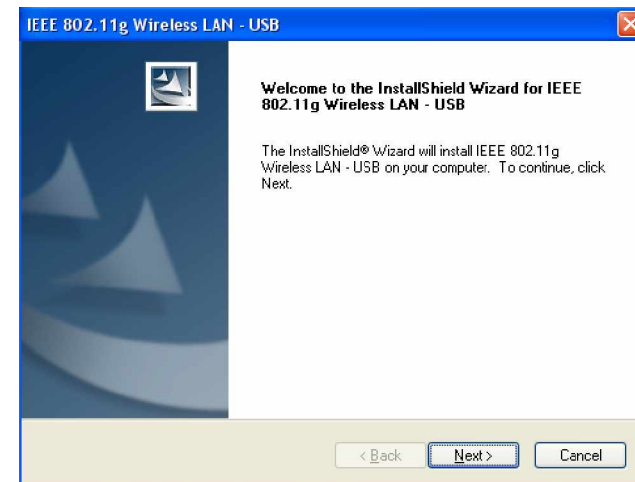 IEEE 802.11g Wireless LAN - USB
Welcome to the InstallShield Wizard for IEEE
802.11g Wireless LAN - USB
The InstallShield® Wizard will install IEEE 802.11g
Wireless LAN - USB on your computer. To continue, click
Next.
< Back Next > Cancel